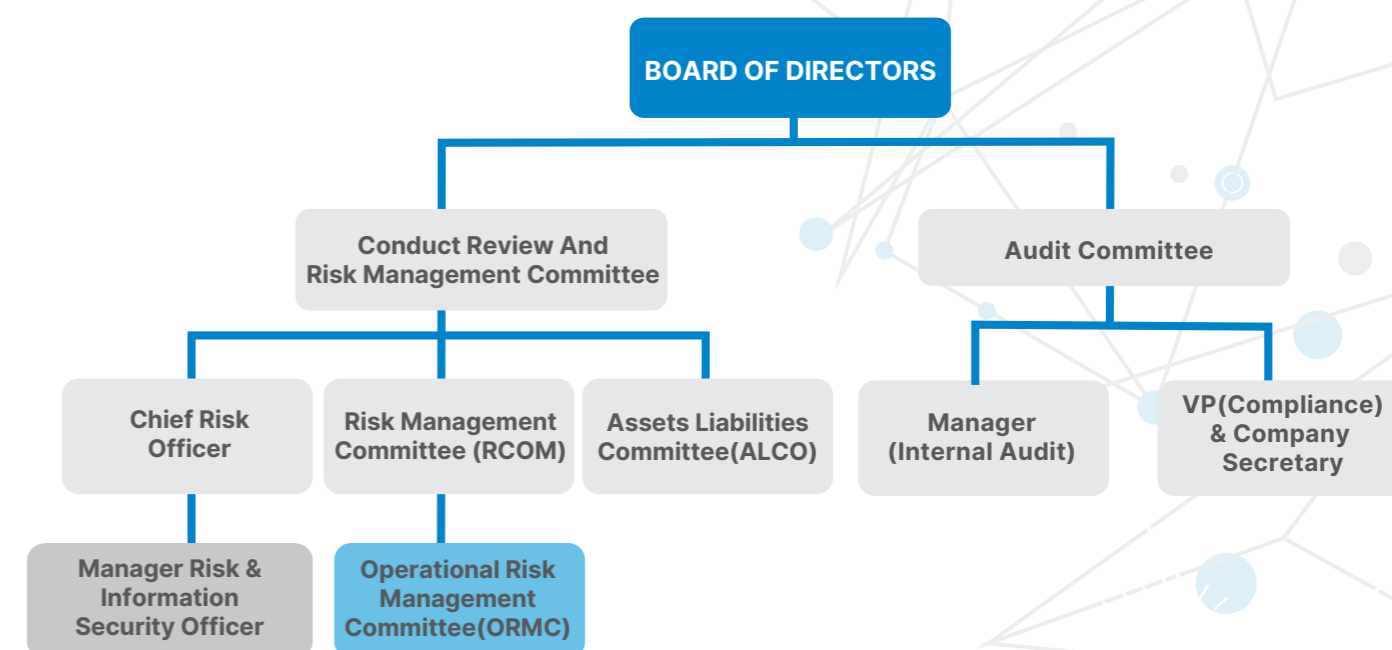 BOARD OF DIRECTORS
Conduct Review And
Risk Management Committee
Audit Committee
Chief Risk
Officer
Risk Management
Committee (RCOM)
Assets Liabilities
Committee(ALCO)
Manager
(Internal Audit)
VP(Compliance)
& Company
Secretary
Manager Risk &
Information
Security Officer
Operational Risk
Management
Committee(ORMC)